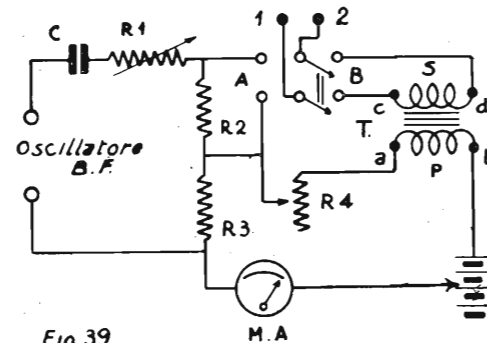 1 2
C R1
A B S
c d
R2 T.
Oscillatore
B.F.
a P b
R3 R4
Fig. 39 M.A